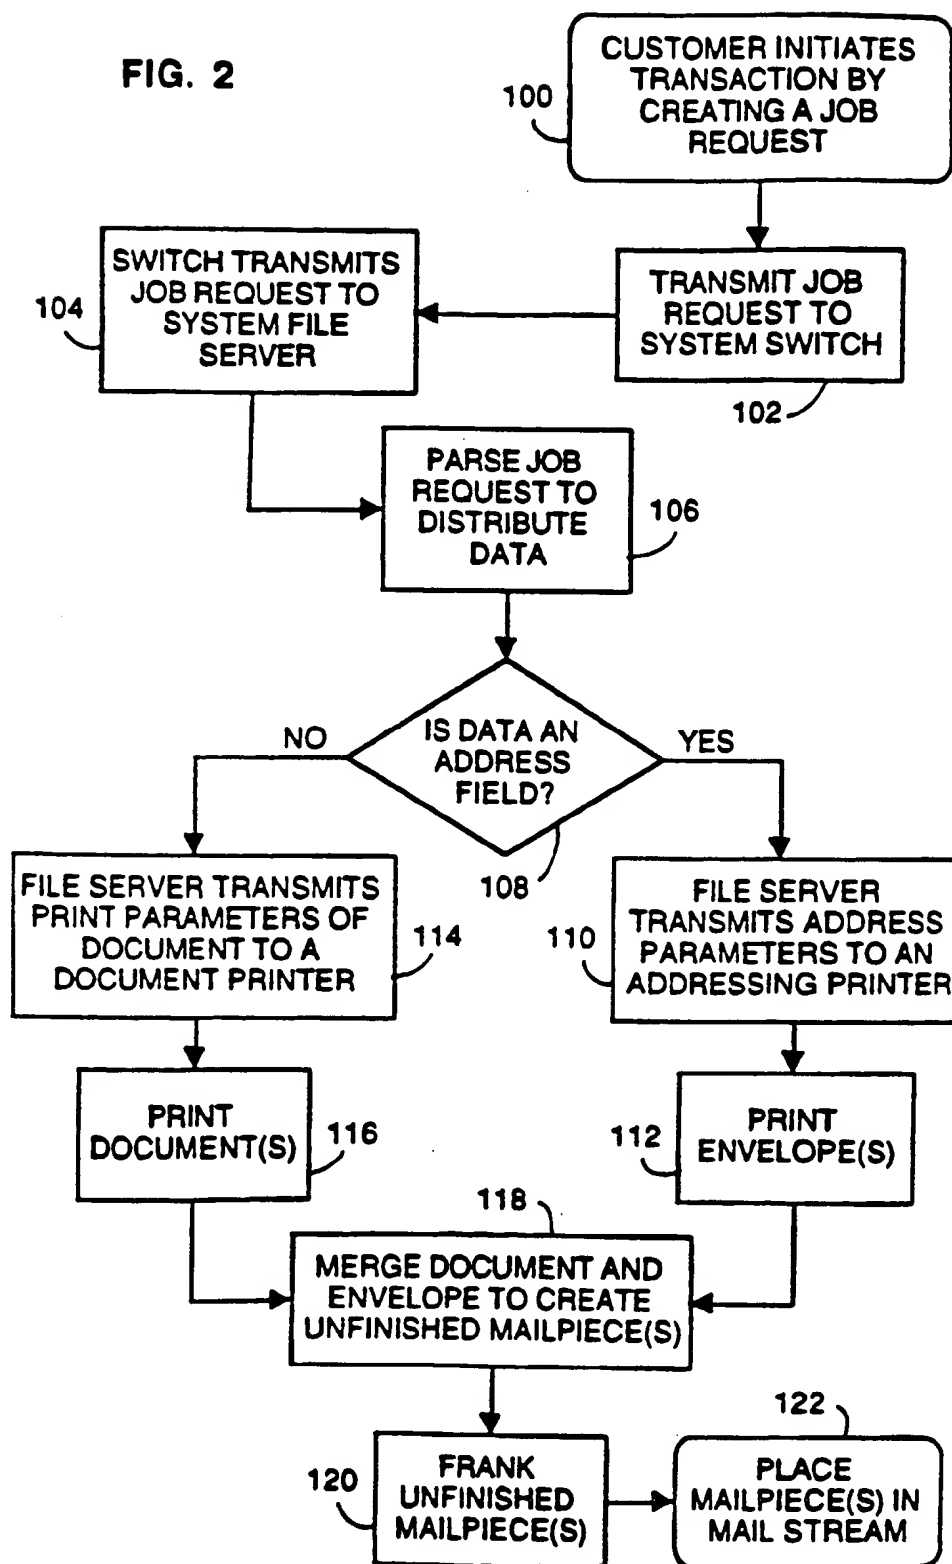 FIG. 2
100
CUSTOMER INITIATES
TRANSACTION BY
CREATING A JOB
REQUEST
104
SWITCH TRANSMITS
JOB REQUEST TO
SYSTEM FILE
SERVER
TRANSMIT JOB
REQUEST TO
SYSTEM SWITCH
102
PARSE JOB
REQUEST TO
DISTRIBUTE
DATA
106
NO
IS DATA AN
ADDRESS
FIELD?
YES
108
FILE SERVER TRANSMITS
PRINT PARAMETERS OF
DOCUMENT TO A
DOCUMENT PRINTER
114
110
FILE SERVER
TRANSMITS ADDRESS
PARAMETERS TO AN
ADDRESSING PRINTER
PRINT
DOCUMENT(S)
116
112
PRINT
ENVELOPE(S)
118
MERGE DOCUMENT AND
ENVELOPE TO CREATE
UNFINISHED MAILPIECE(S)
120
FRANK
UNFINISHED
MAILPIECE(S)
122
PLACE
MAILPIECE(S) IN
MAIL STREAM